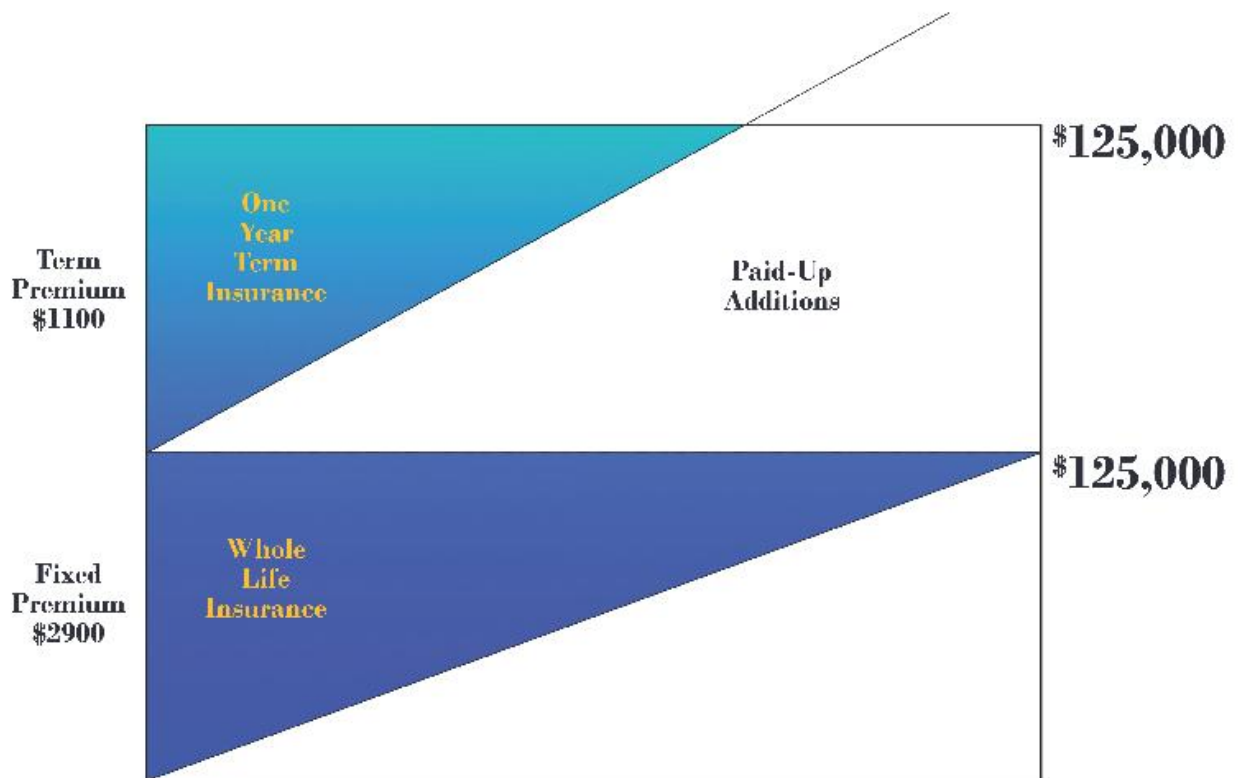 $125,000
One
Year
Term
Insurance
Term
Premium
$1100
Paid-Up
Additions
$125,000
Whole
Life
Insurance
Fixed
Premium
$2900